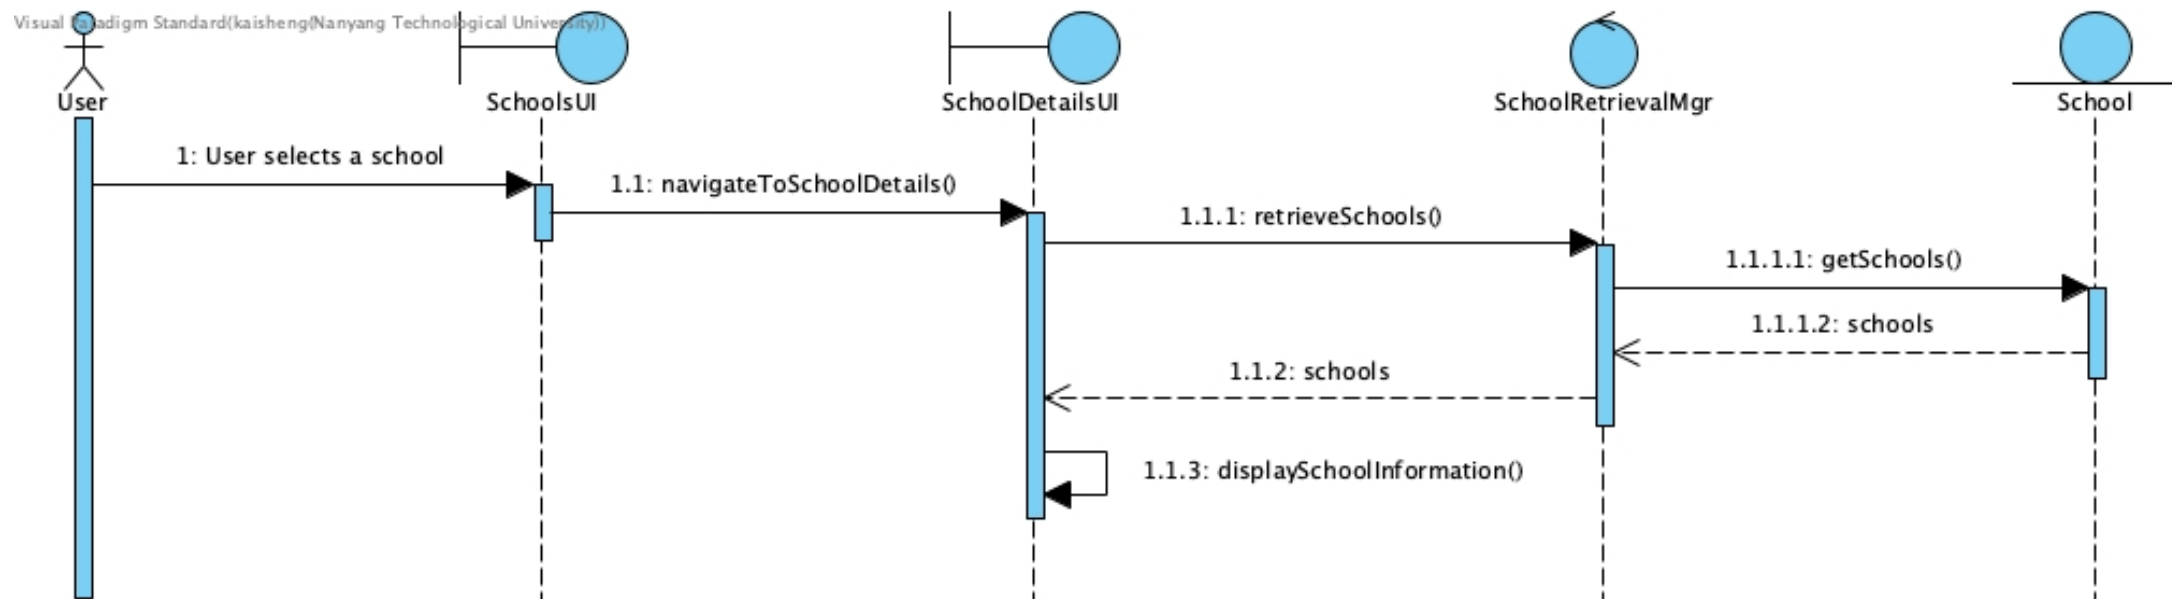 Visual Paradigm Standard(kaisheng(Nanyang Technological University))
User
SchoolsUI
SchoolDetailsUI
SchoolRetrievalMgr
School
1: User selects a school
1.1: navigateToSchoolDetails()
1.1.1: retrieveSchools()
1.1.1.1: getSchools()
1.1.1.2: schools
1.1.2: schools
1.1.3: displaySchoolInformation()